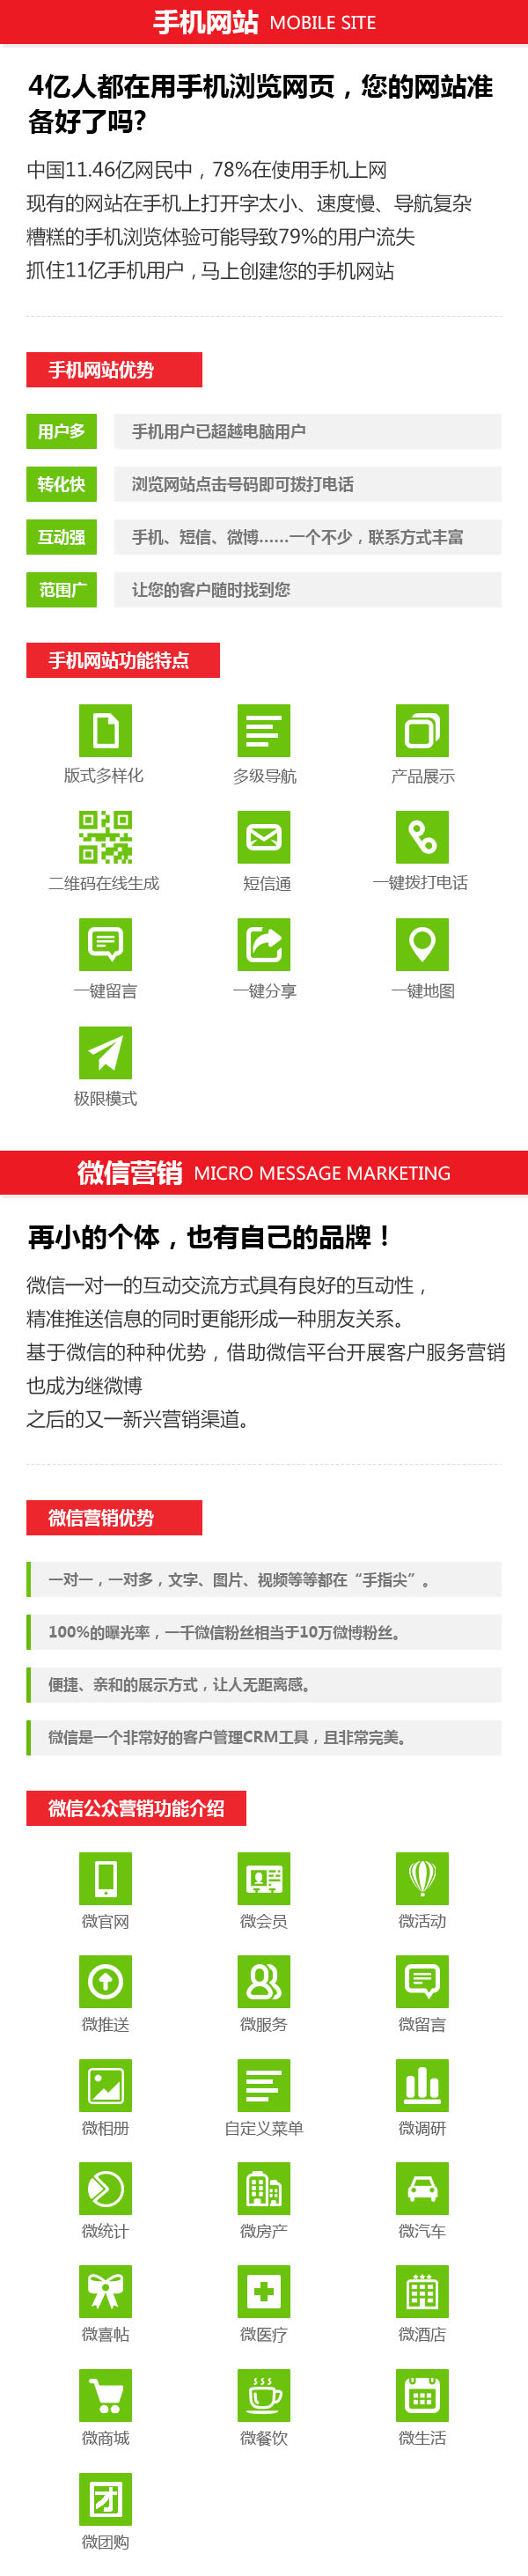 手机网站 MOBILE SITE
4亿人都在用手机浏览网页，您的网站准
备好了吗?
中国11.46亿网民中，78%在使用手机上网
现有的网站在手机上打开字太小、速度慢、导航复杂
糟糕的手机浏览体验可能导致79%的用户流失
抓住11亿手机用户，马上创建您的手机网站
手机网站优势
用户多 手机用户已超越电脑用户
转化快 浏览网站点击号码即可拨打电话
互动强 手机、短信、微博......一个不少，联系方式丰富
范围广 让您的客户随时找到您
手机网站功能特点
版式多样化 多级导航 产品展示
二维码在线生成 短信通 一键拨打电话
一键留言 一键分享 一键地图
极限模式
微信营销 MICRO MESSAGE MARKETING
再小的个体，也有自己的品牌！
微信一对一的互动交流方式具有良好的互动性，
精准推送信息的同时更能形成一种朋友关系。
基于微信的种种优势，借助微信平台开展客户服务营销
也成为继微博
之后的又一新兴营销渠道。
微信营销优势
一对一，一对多，文字、图片、视频等等都在“手指尖”。
100%的曝光率，一千微信粉丝相当于10万微博粉丝。
便捷、亲和的展示方式，让人无距离感。
微信是一个非常好的客户管理CRM工具，且非常完美。
微信公众营销功能介绍
微官网 微会员 微活动
微推送 微服务 微留言
微相册 自定义菜单 微调研
微统计 微房产 微汽车
微喜帖 微医疗 微酒店
微商城 微餐饮 微生活
团
微团购